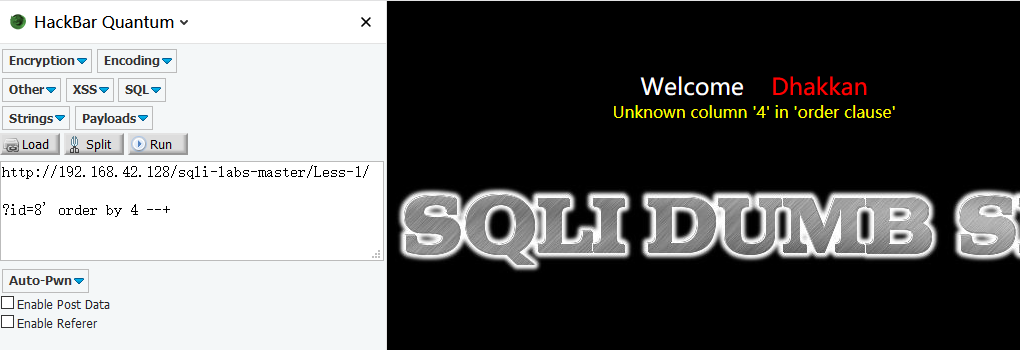 HackBar Quantum
Encryption Encoding
Other XSS SQL
Strings Payloads
Load Split Run
http://192.168.42.128/sqli-labs-master/Less-1/
?id=8' order by 4 --+
Auto-Pwn
Enable Post Data
Enable Referer
Welcome Dhakkan
Unknown column '4' in 'order clause'
SQLI DUMB